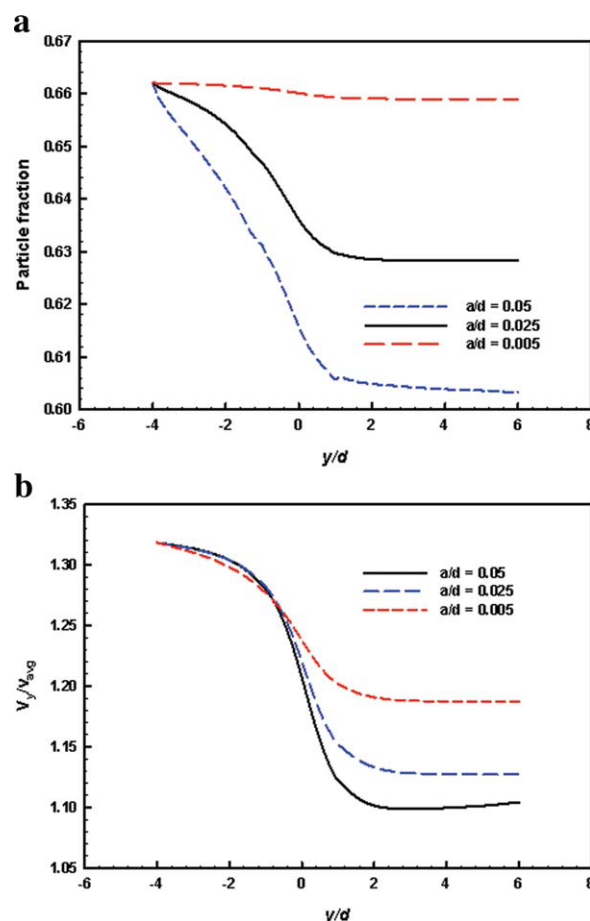 a
0.67
0.66
0.65
0.64
0.63
0.62
0.61
0.60
Particle fraction
a/d = 0.05
a/d = 0.025
a/d = 0.005
-6 -4 -2 0 2 4 6 8
y/d
b
1.35
1.30
1.25
1.20
1.15
1.10
1.05
Vy/vavg
a/d = 0.05
a/d = 0.025
a/d = 0.005
-6 -4 -2 0 2 4 6 8
y/d